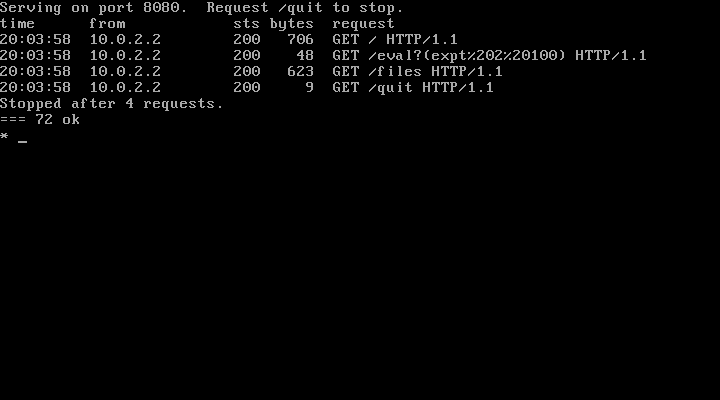 Serving on port 8080.  Request /quit to stop.
time      from            sts bytes  request
20:03:58  10.0.2.2        200   706  GET / HTTP/1.1
20:03:58  10.0.2.2        200    48  GET /eval?(expt%202%20100) HTTP/1.1
20:03:58  10.0.2.2        200   623  GET /files HTTP/1.1
20:03:58  10.0.2.2        200     9  GET /quit HTTP/1.1
Stopped after 4 requests.
=== 72 ok
* _